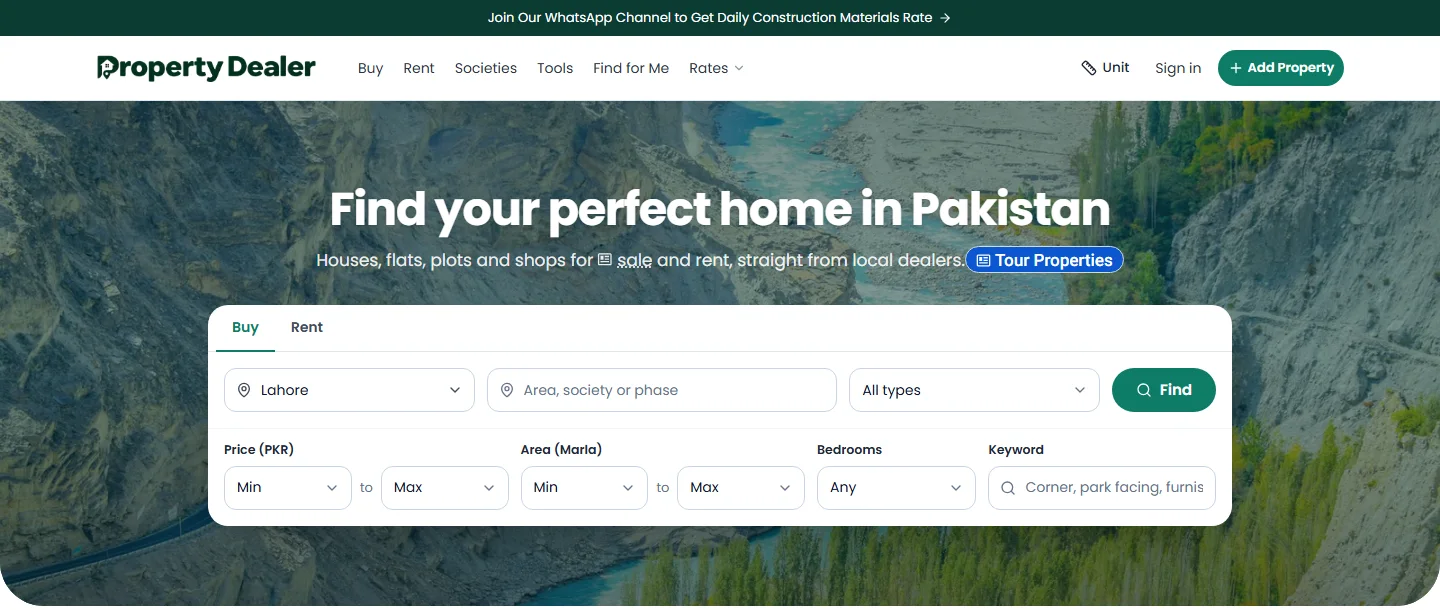 Join Our WhatsApp Channel to Get Daily Construction Materials Rate →
Property Dealer
Buy Rent Societies Tools Find for Me Rates
Unit Sign in + Add Property
Find your perfect home in Pakistan
Houses, flats, plots and shops for sale and rent, straight from local dealers. Tour Properties
Buy Rent
Lahore Area, society or phase All types Find
Price (PKR) Area (Marla) Bedrooms Keyword
Min to Max Min to Max Any Corner, park facing, furnis